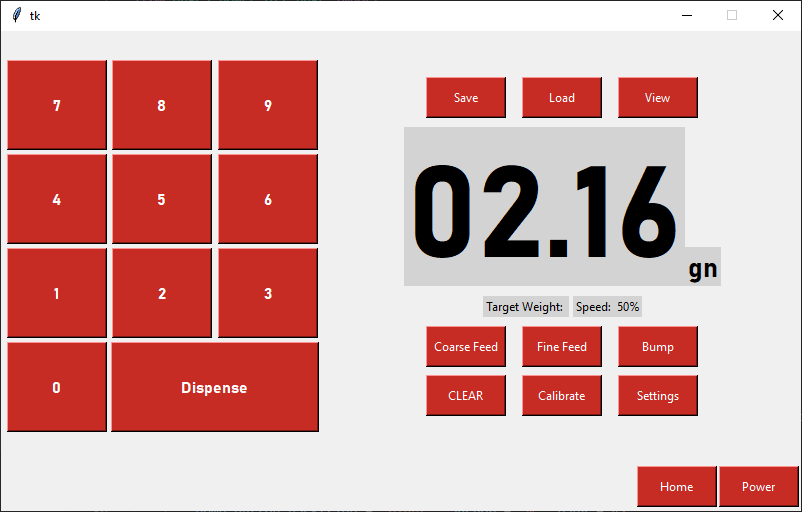 tk
7 8 9
4 5 6
1 2 3
0 Dispense
Save Load View
02.16 gn
Target Weight: Speed: 50%
Coarse Feed Fine Feed Bump
CLEAR Calibrate Settings
Home Power